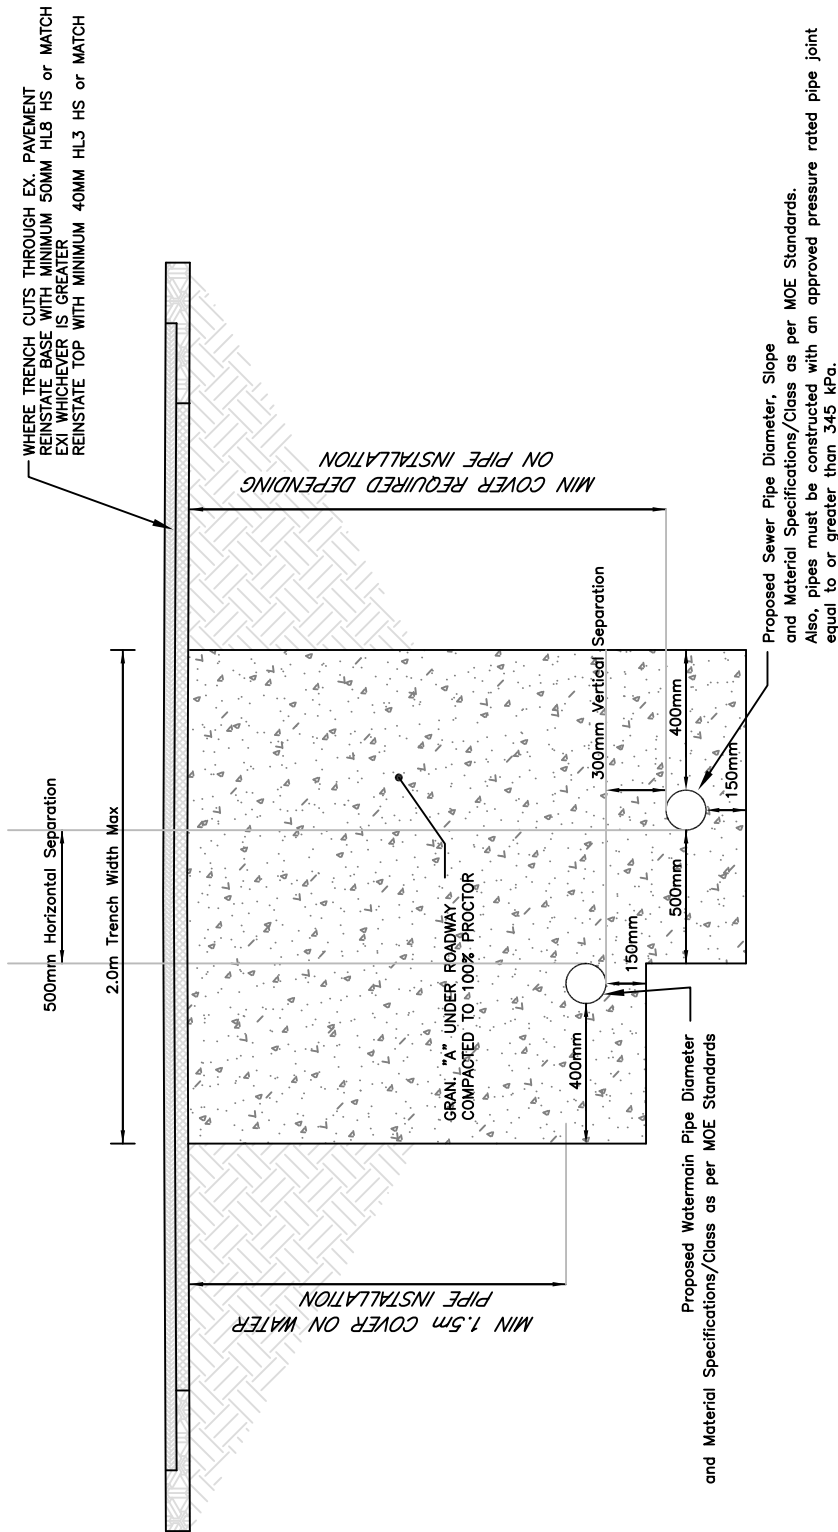 WHERE TRENCH CUTS THROUGH EX. PAVEMENT
REINSTATE BASE WITH MINIMUM 50MM HL8 HS or MATCH
EXI WHICHEVER IS GREATER
REINSTATE TOP WITH MINIMUM 40MM HL3 HS or MATCH
500mm Horizontal Separation
2.0m Trench Width Max
MIN 1.5m COVER ON WATER
PIPE INSTALLATION
MIN COVER REQUIRED DEPENDING
ON PIPE INSTALLATION
GRAN. "A" UNDER ROADWAY
COMPACTED TO 100% PROCTOR
300mm Vertical Separation
400mm
150mm
500mm
400mm
150mm
Proposed Watermain Pipe Diameter
and Material Specifications/Class as per MOE Standards
Proposed Sewer Pipe Diameter, Slope
and Material Specifications/Class as per MOE Standards.
Also, pipes must be constructed with an approved pressure rated pipe joint
equal to or greater than 345 kPa.